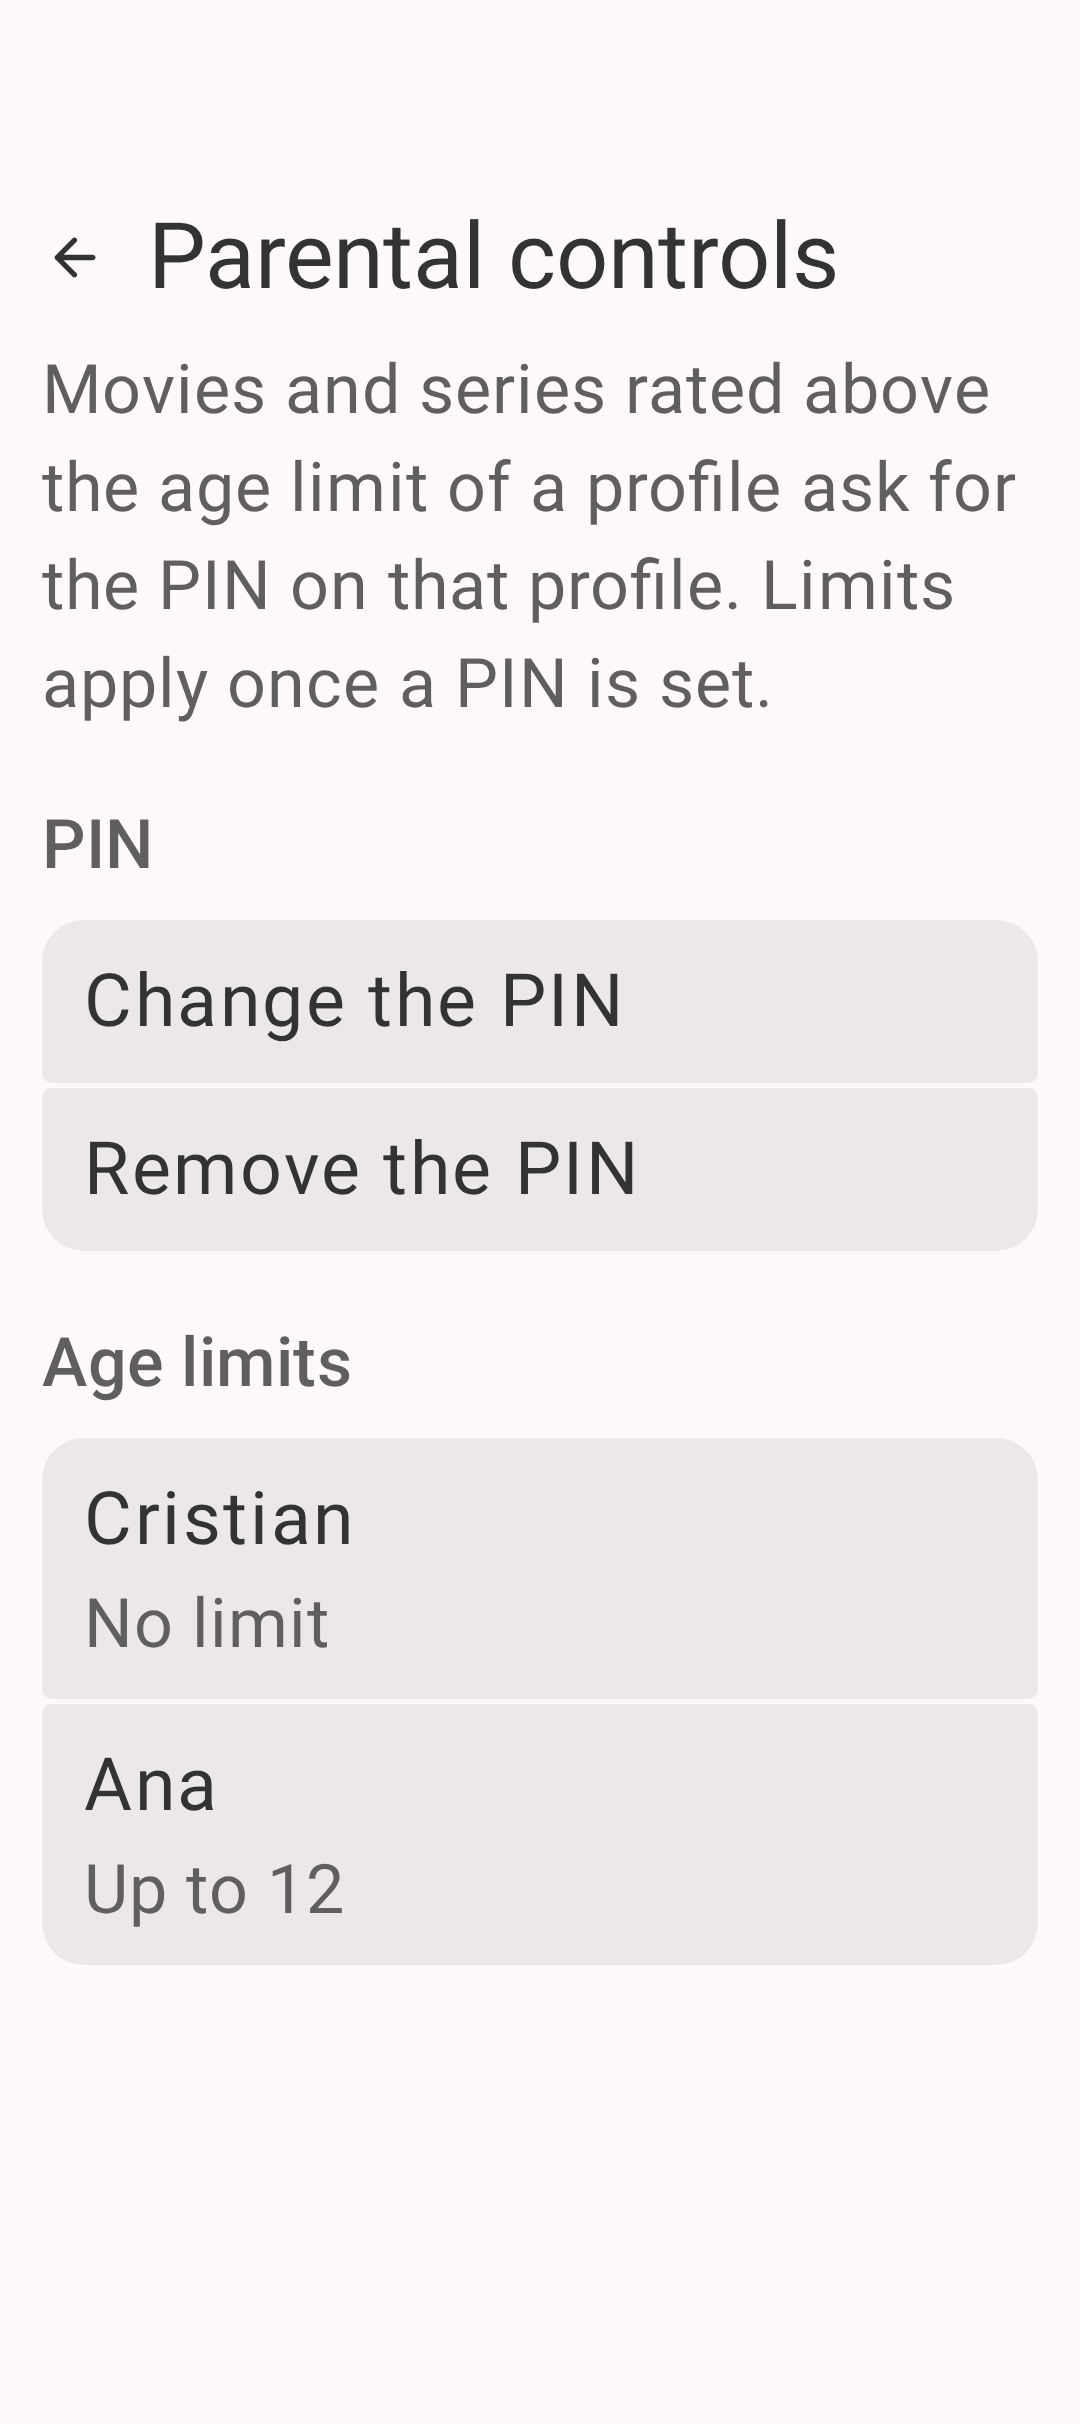 Parental controls
Movies and series rated above
the age limit of a profile ask for
the PIN on that profile. Limits
apply once a PIN is set.
PIN
Change the PIN
Remove the PIN
Age limits
Cristian
No limit
Ana
Up to 12